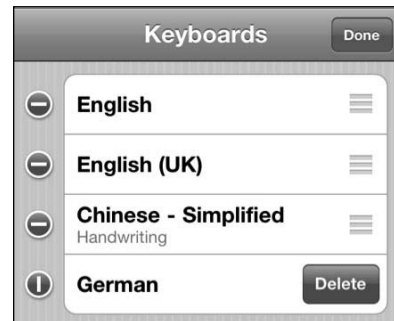 Keyboards
Done
English
English (UK)
Chinese - Simplified
Handwriting
German
Delete